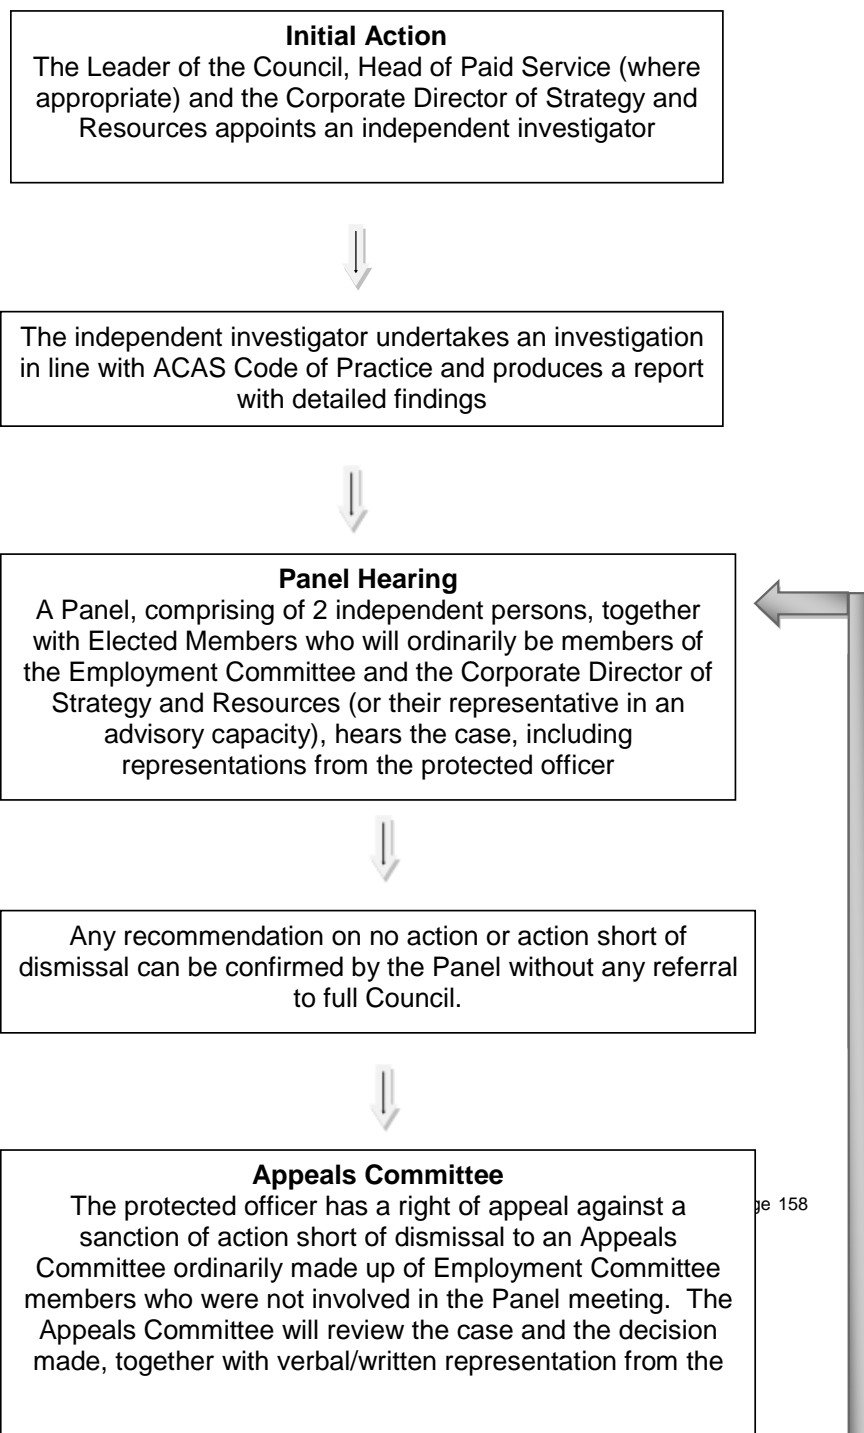 Initial Action
The Leader of the Council, Head of Paid Service (where
appropriate) and the Corporate Director of Strategy and
Resources appoints an independent investigator
The independent investigator undertakes an investigation
in line with ACAS Code of Practice and produces a report
with detailed findings
Panel Hearing
A Panel, comprising of 2 independent persons, together
with Elected Members who will ordinarily be members of
the Employment Committee and the Corporate Director of
Strategy and Resources (or their representative in an
advisory capacity), hears the case, including
representations from the protected officer
Any recommendation on no action or action short of
dismissal can be confirmed by the Panel without any referral
to full Council.
Appeals Committee
The protected officer has a right of appeal against a
sanction of action short of dismissal to an Appeals
Committee ordinarily made up of Employment Committee
members who were not involved in the Panel meeting. The
Appeals Committee will review the case and the decision
made, together with verbal/written representation from the
158